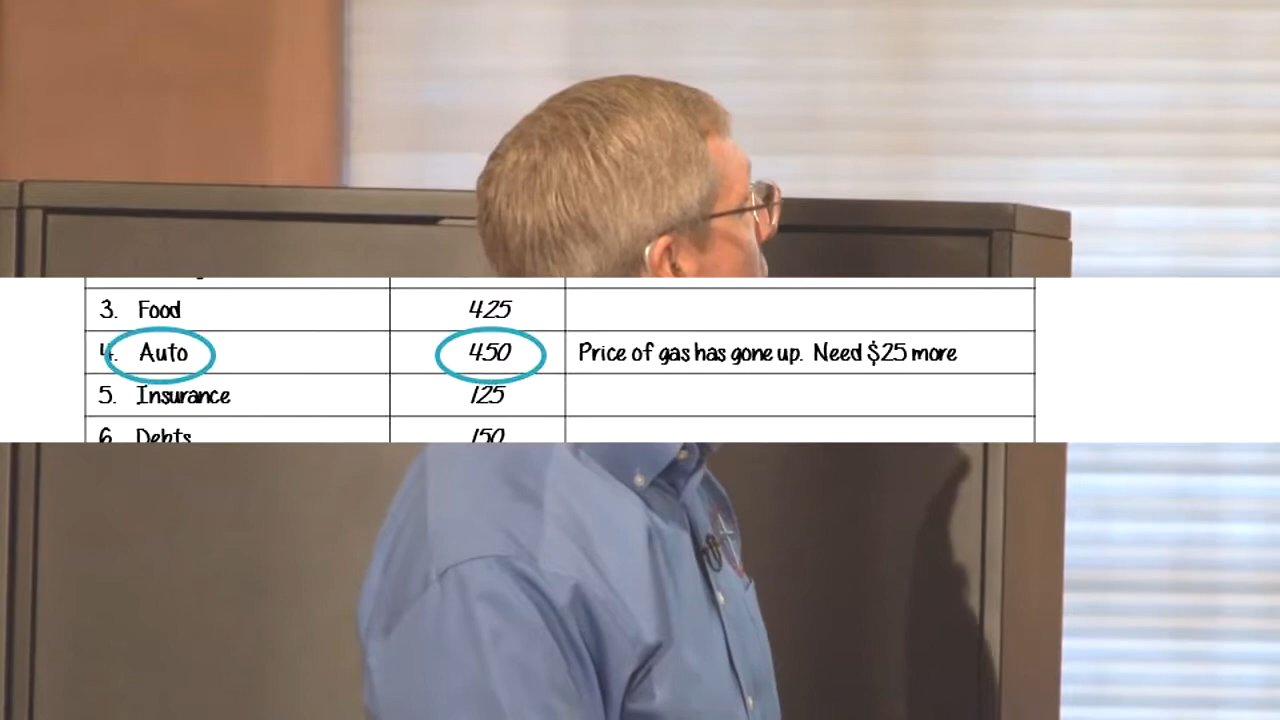 3. Food 425
4. Auto 450 Price of gas has gone up. Need $25 more
5. Insurance 125
6. Debts 150